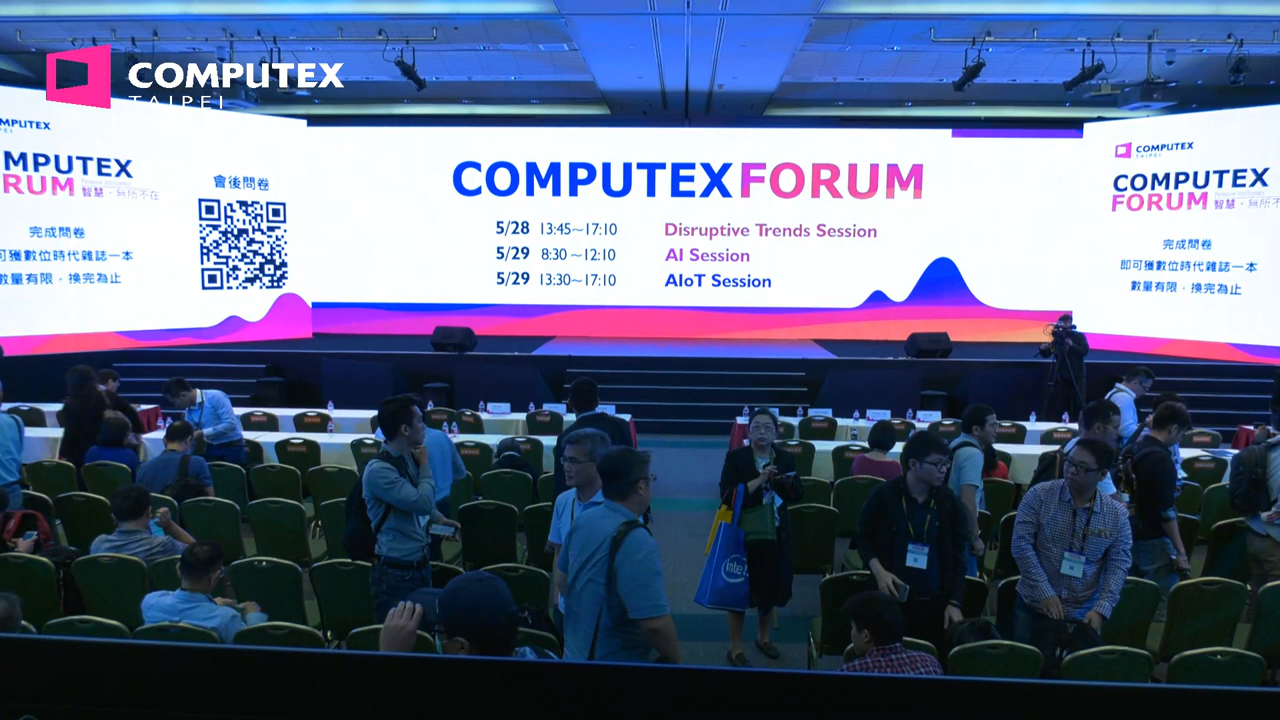 COMPUTEX
TAIPEI
MPUTEX
MPUTEX
RUM
智慧・無所不在
完成問卷
可獲數位時代雜誌一本
數量有限，換完為止
會後問卷
COMPUTEX FORUM
5/28 13:45~17:10 Disruptive Trends Session
5/29 8:30~12:10 AI Session
5/29 13:30~17:10 AIoT Session
COMPUTEX
TAIPEI
COMPUTEX
FORUM
智慧・無所不
完成問卷
即可獲數位時代雜誌一本
數量有限，換完為止
intel